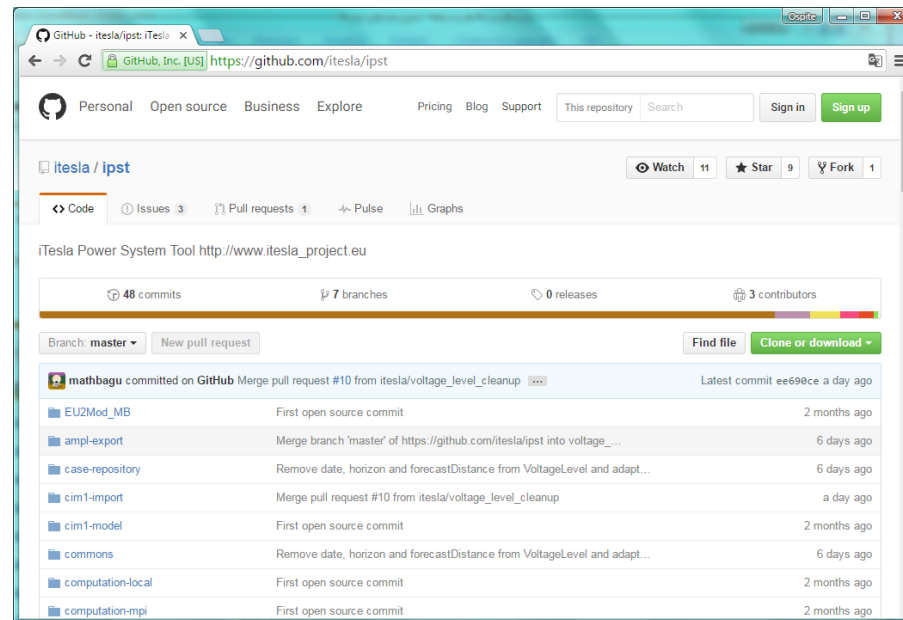 Ospite
GitHub - itesla/ipst: iTesla
GitHub, Inc. [US] https://github.com/itesla/ipst
Personal Open source Business Explore Pricing Blog Support This repository Search Sign in Sign up
itesla / ipst Watch 11 Star 9 Fork 1
Code Issues 3 Pull requests 1 Pulse Graphs
iTesla Power System Tool http://www.itesla_project.eu
48 commits 7 branches 0 releases 3 contributors
Branch: master New pull request Find file Clone or download
mathbagu committed on GitHub Merge pull request #10 from itesla/voltage_level_cleanup ... Latest commit ee690ce a day ago
EU2Mod_MB First open source commit 2 months ago
ampl-export Merge branch 'master' of https://github.com/itesla/ipst into voltage_... 6 days ago
case-repository Remove date, horizon and forecastDistance from VoltageLevel and adapt... 6 days ago
cim1-import Merge pull request #10 from itesla/voltage_level_cleanup a day ago
cim1-model First open source commit 2 months ago
commons Remove date, horizon and forecastDistance from VoltageLevel and adapt... 6 days ago
computation-local First open source commit 2 months ago
computation-mpi First open source commit 2 months ago